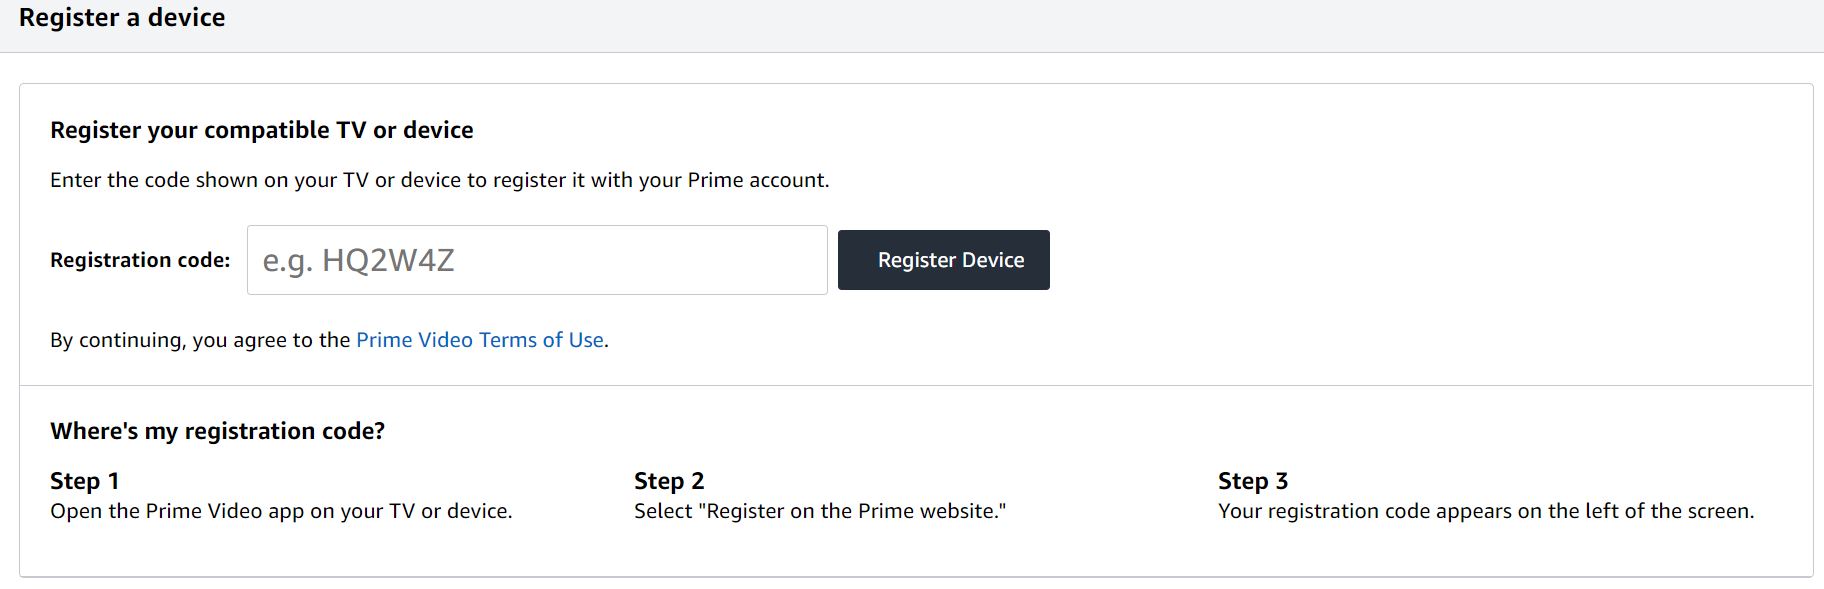 Register a device
Register your compatible TV or device
Enter the code shown on your TV or device to register it with your Prime account.
Registration code: e.g. HQ2W4Z Register Device
By continuing, you agree to the Prime Video Terms of Use.
Where's my registration code?
Step 1
Open the Prime Video app on your TV or device.
Step 2
Select "Register on the Prime website."
Step 3
Your registration code appears on the left of the screen.